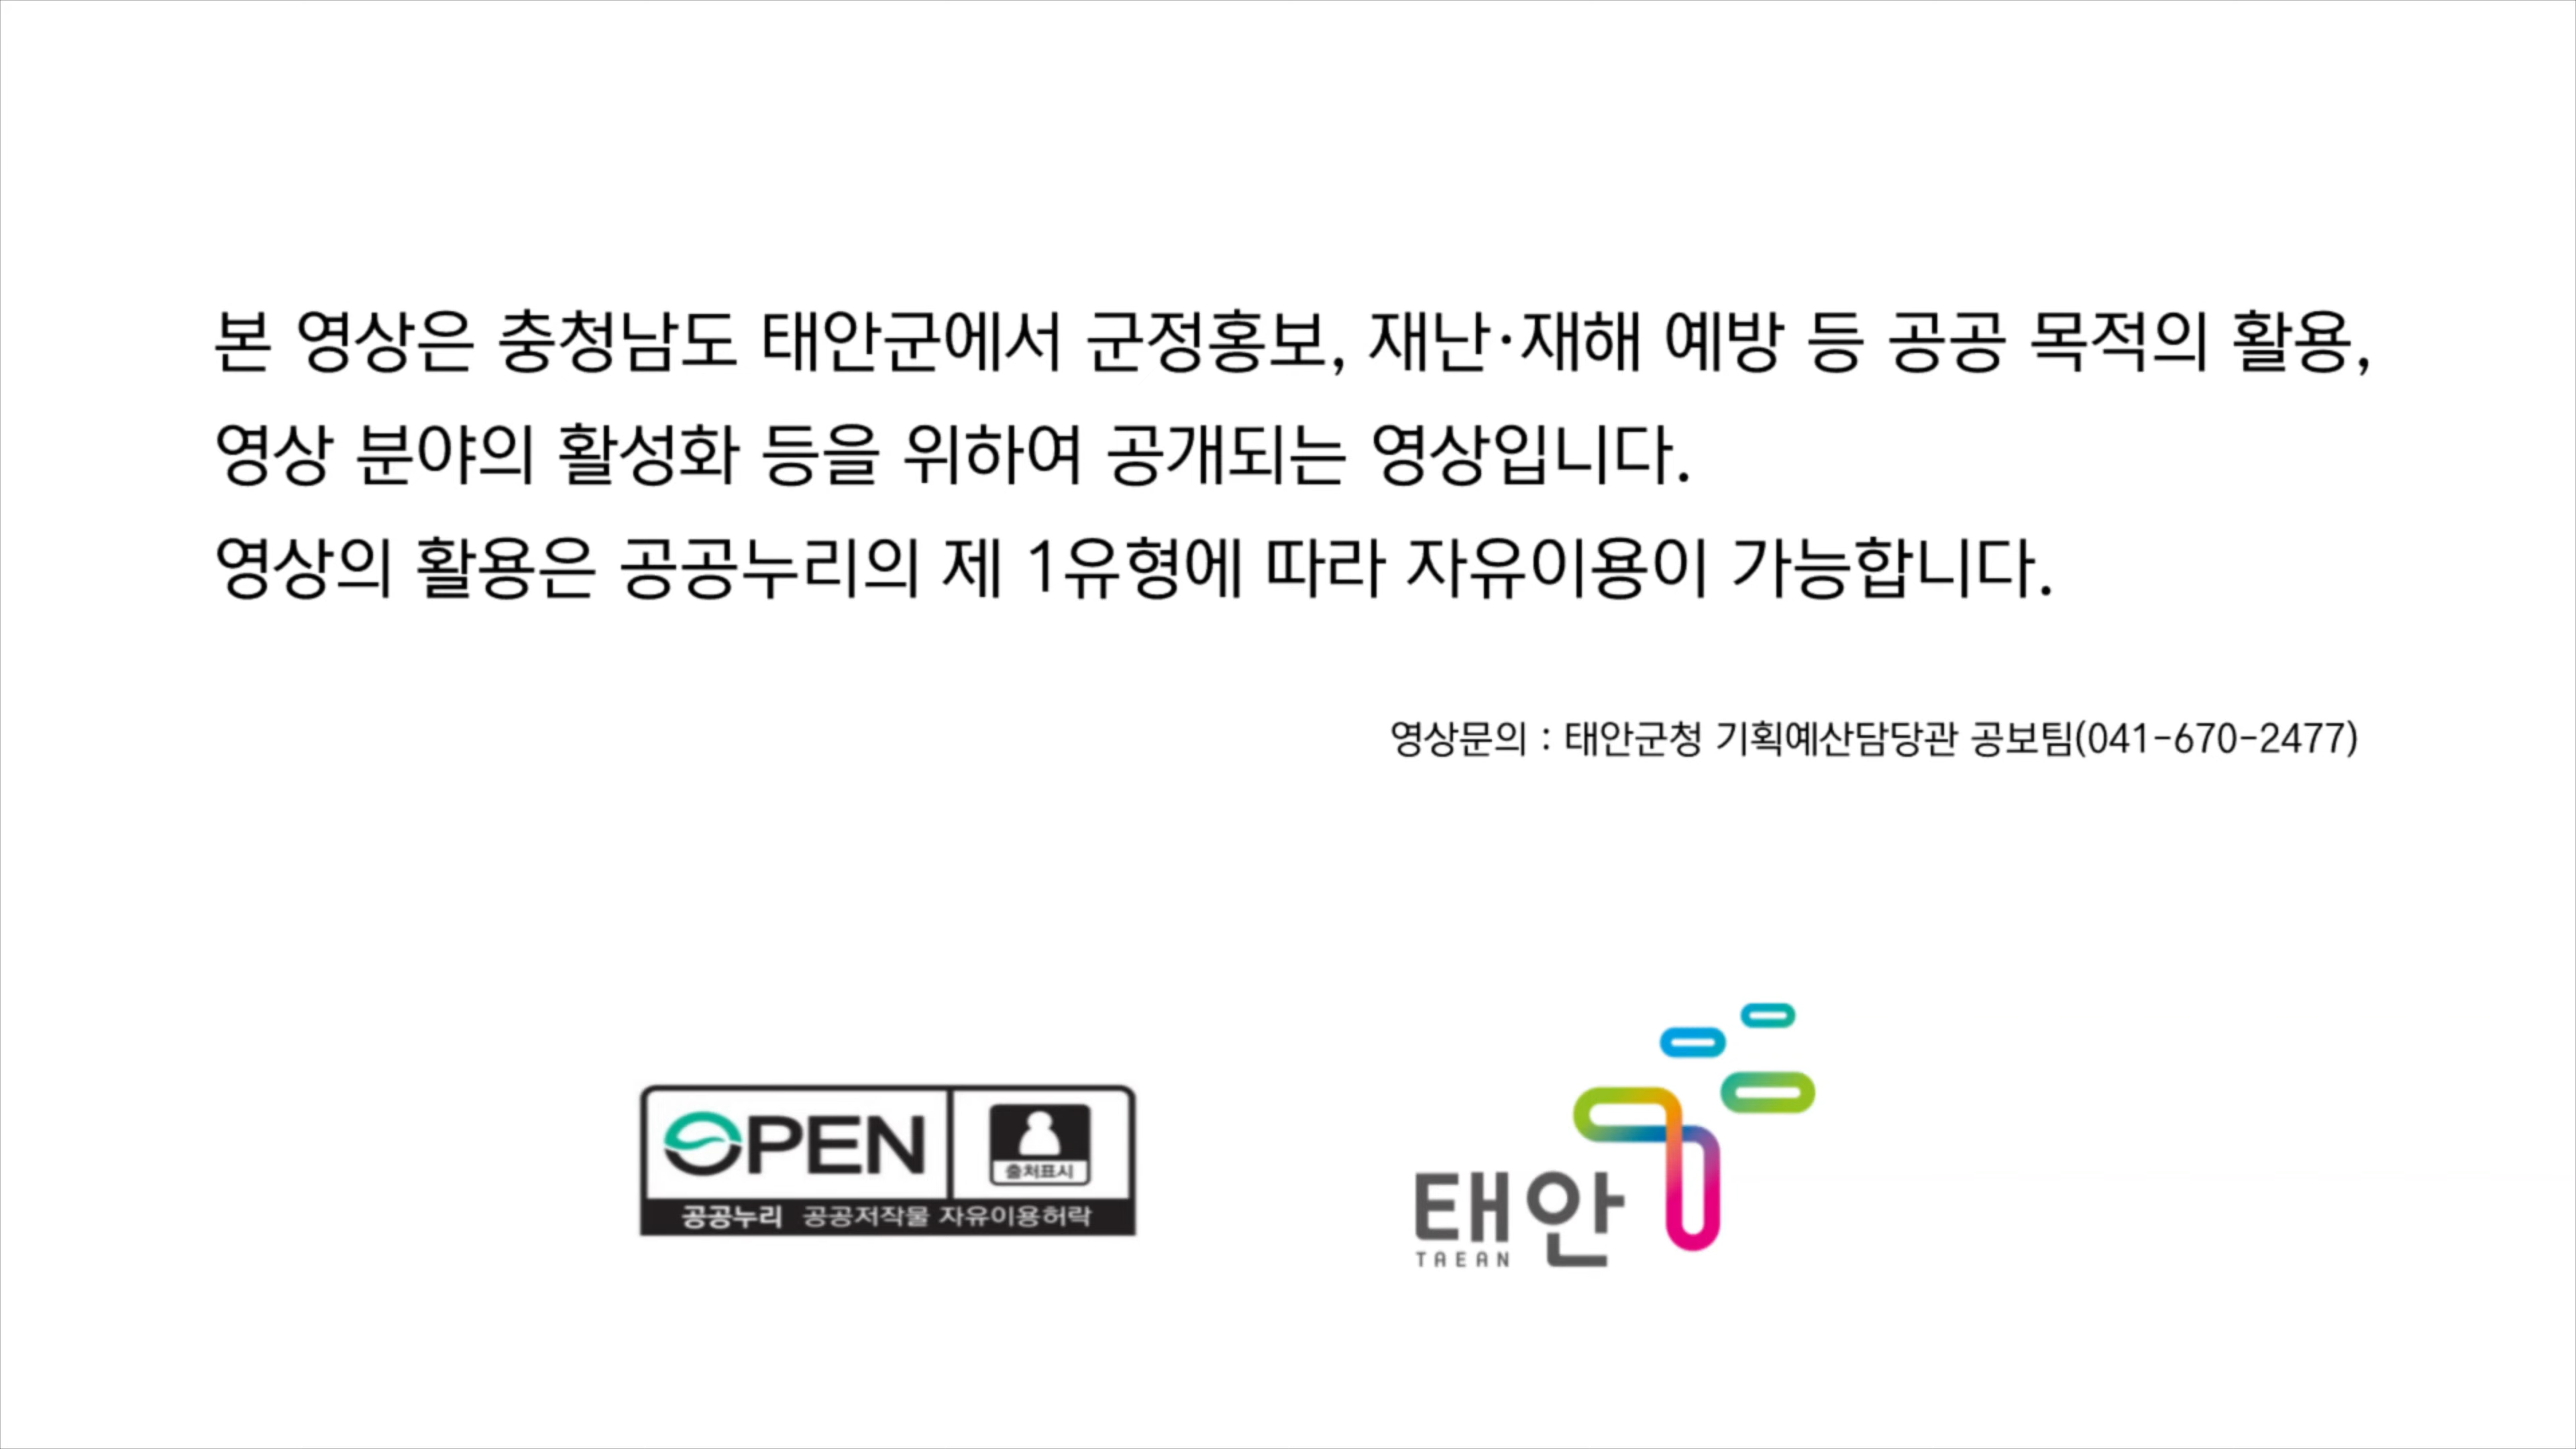 본 영상은 충청남도 태안군에서 군정홍보, 재난·재해 예방 등 공공 목적의 활용,
영상 분야의 활성화 등을 위하여 공개되는 영상입니다.
영상의 활용은 공공누리의 제 1유형에 따라 자유이용이 가능합니다.
영상문의 : 태안군청 기획예산담당관 공보팀(041-670-2477)
OPEN
출처표시
공공누리 공공저작물 자유이용허락
태안
TAEAN